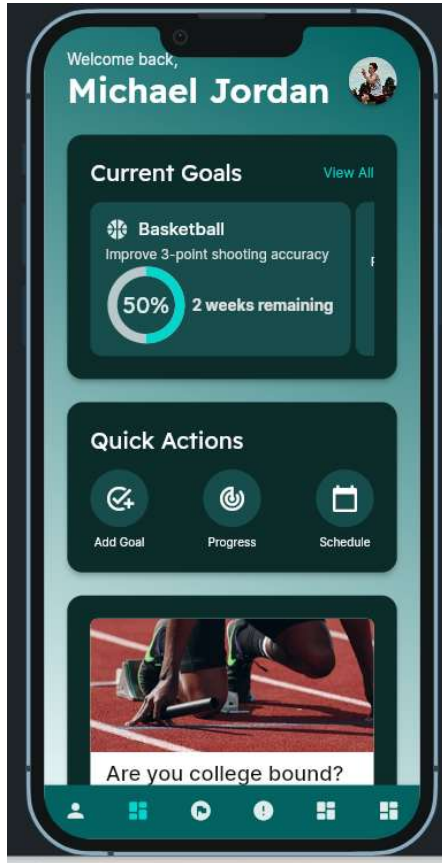 Welcome back,
Michael Jordan
Current Goals
View All
Basketball
Improve 3-point shooting accuracy
50%
2 weeks remaining
Quick Actions
Add Goal
Progress
Schedule
Are you college bound?